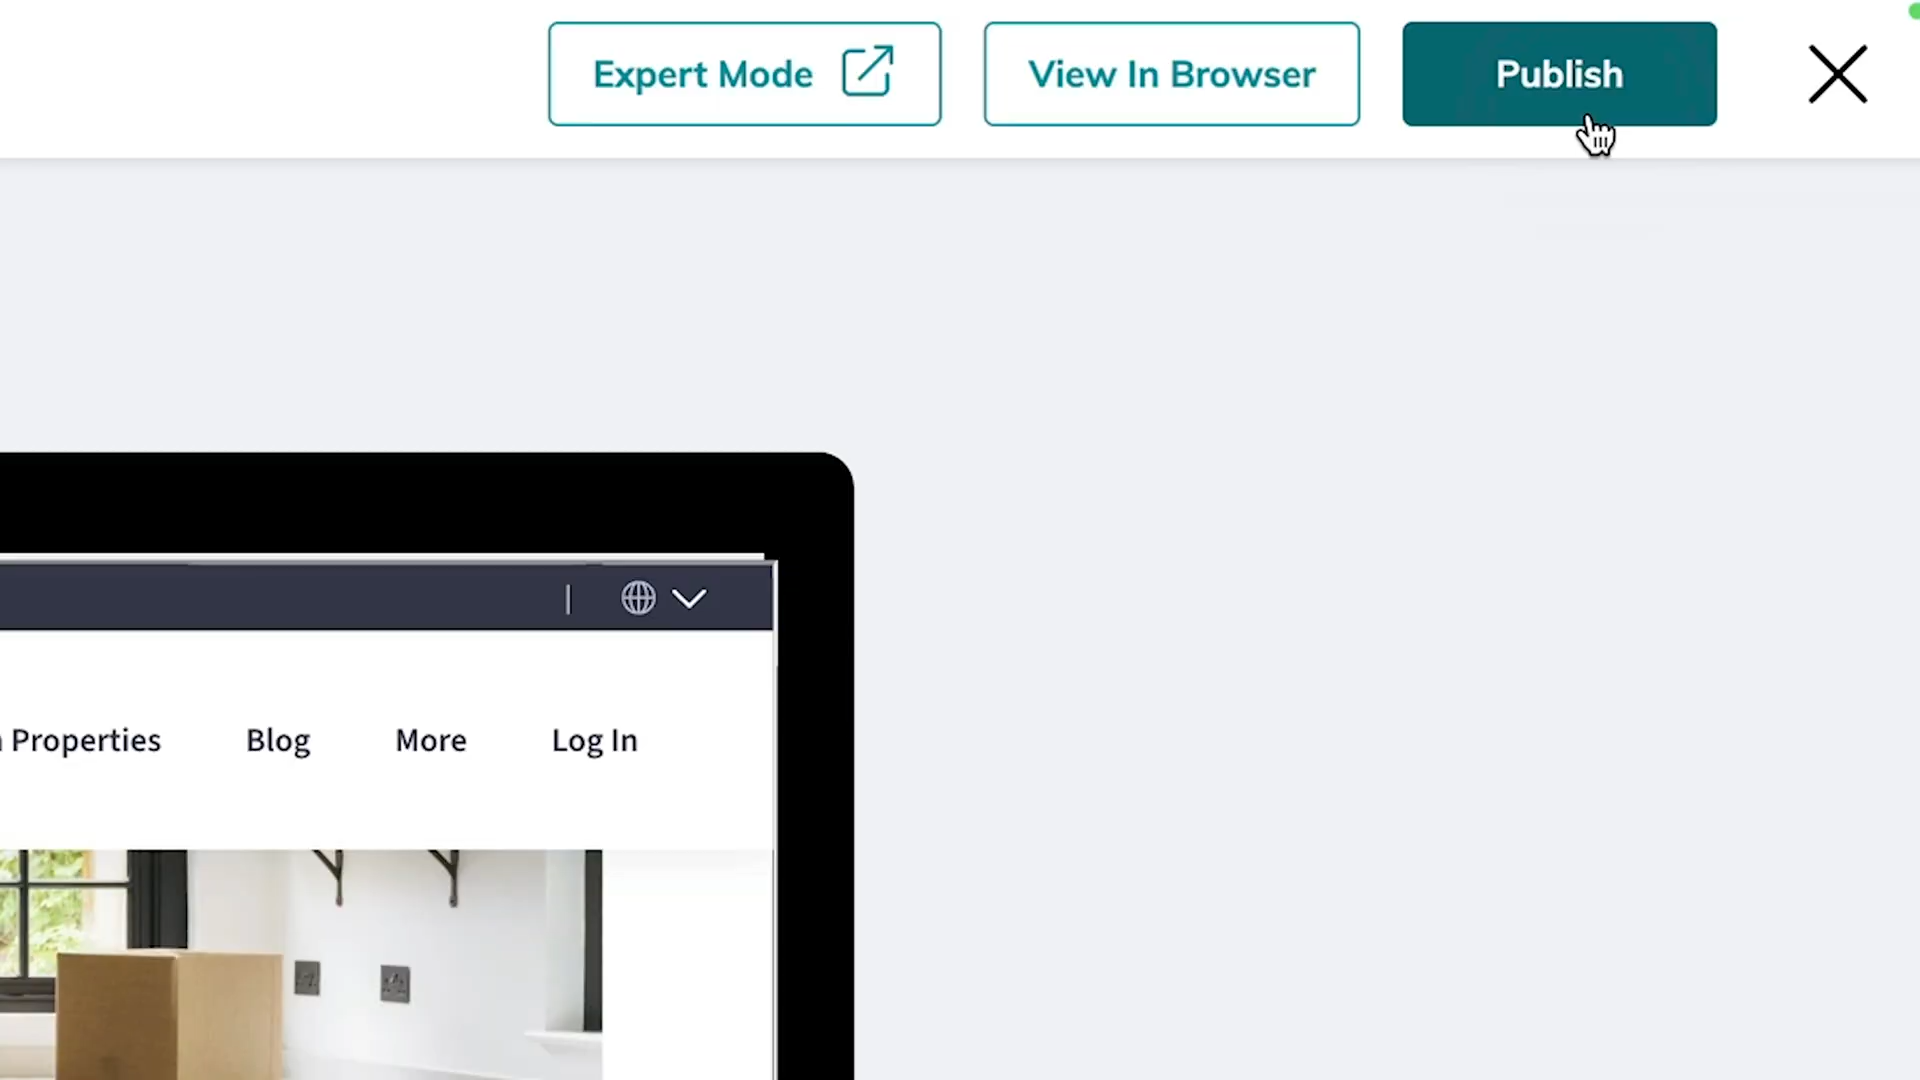 Expert Mode
View In Browser
Publish
Properties
Blog
More
Log In